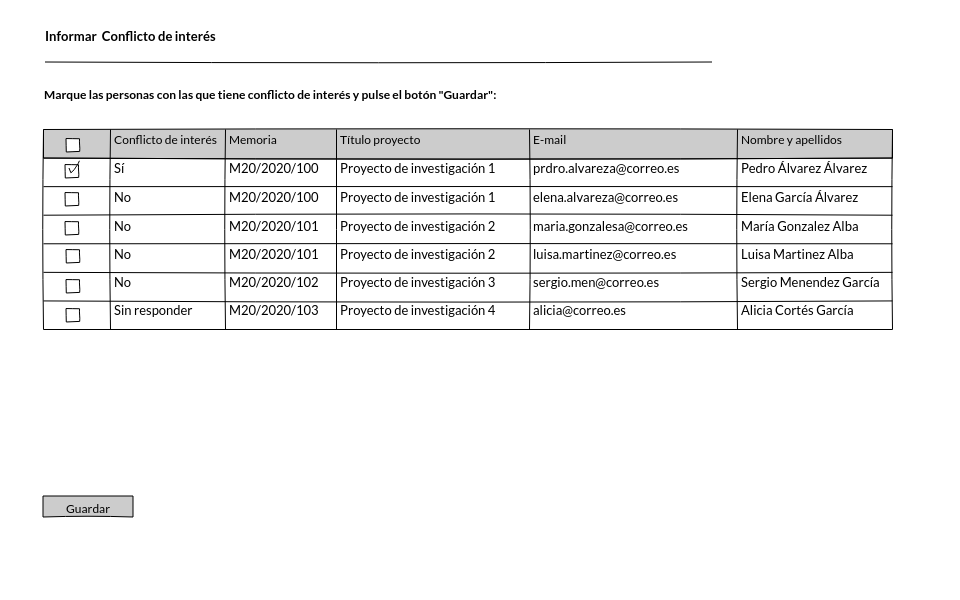 Informar Conflicto de interés
Marque las personas con las que tiene conflicto de interés y pulse el botón "Guardar":
Conflicto de interés Memoria Título proyecto E-mail Nombre y apellidos
Sí M20/2020/100 Proyecto de investigación 1 prdro.alvareza@correo.es Pedro Álvarez Álvarez
No M20/2020/100 Proyecto de investigación 1 elena.alvareza@correo.es Elena García Álvarez
No M20/2020/101 Proyecto de investigación 2 maria.gonzalesa@correo.es María Gonzalez Alba
No M20/2020/101 Proyecto de investigación 2 luisa.martinez@correo.es Luisa Martinez Alba
No M20/2020/102 Proyecto de investigación 3 sergio.men@correo.es Sergio Menendez García
Sin responder M20/2020/103 Proyecto de investigación 4 alicia@correo.es Alicia Cortés García
Guardar